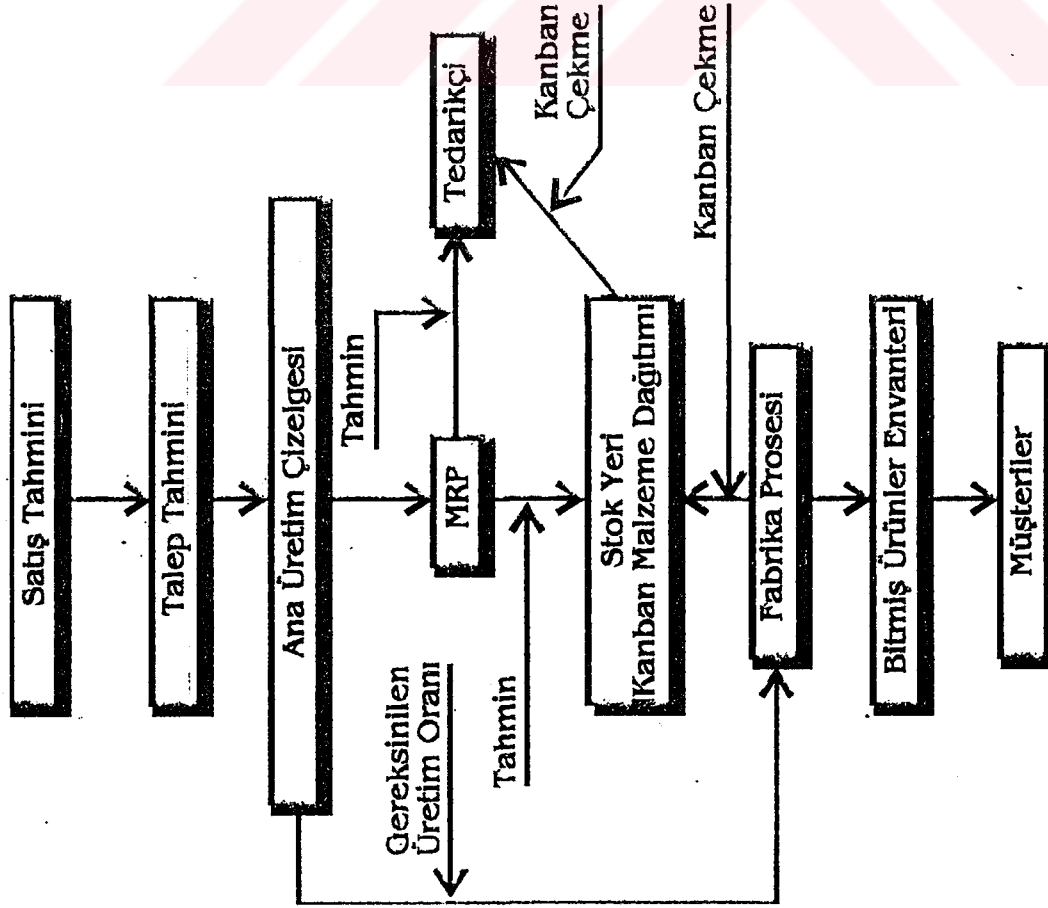 Satış Tahmini
Talep Tahmini
Ana Üretim Çizelgesi
Gereksinilen
Üretim Oranı
Tahmin
MRP
Tedarikçi
Tahmin
Kanban
Çekme
Stok Yeri
Kanban Malzeme Dağıtımı
Kanban Çekme
Fabrika Prosesi
Bitmiş Ürünler Envanteri
Müşteriler